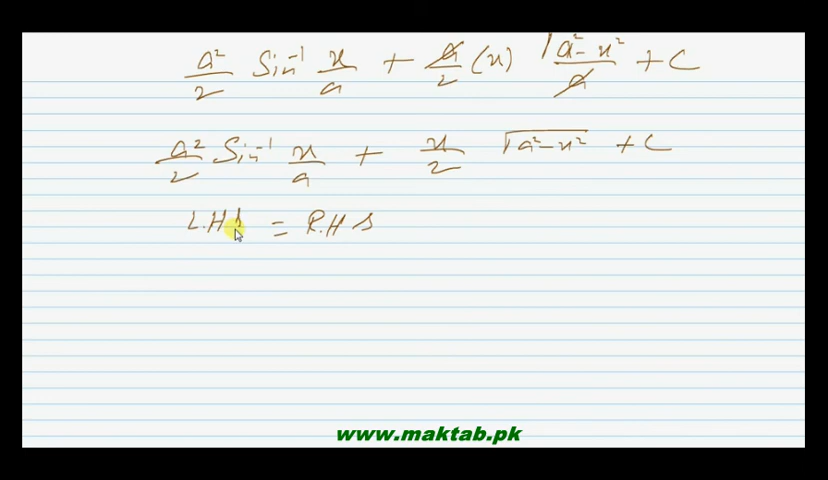 a²/2 Sin⁻¹ x/a + a/2 (x) √a²-x²/a + C
a²/2 Sin⁻¹ x/a + x/2 √a²-x² + C
L.H.S = R.H.S
www.maktab.pk